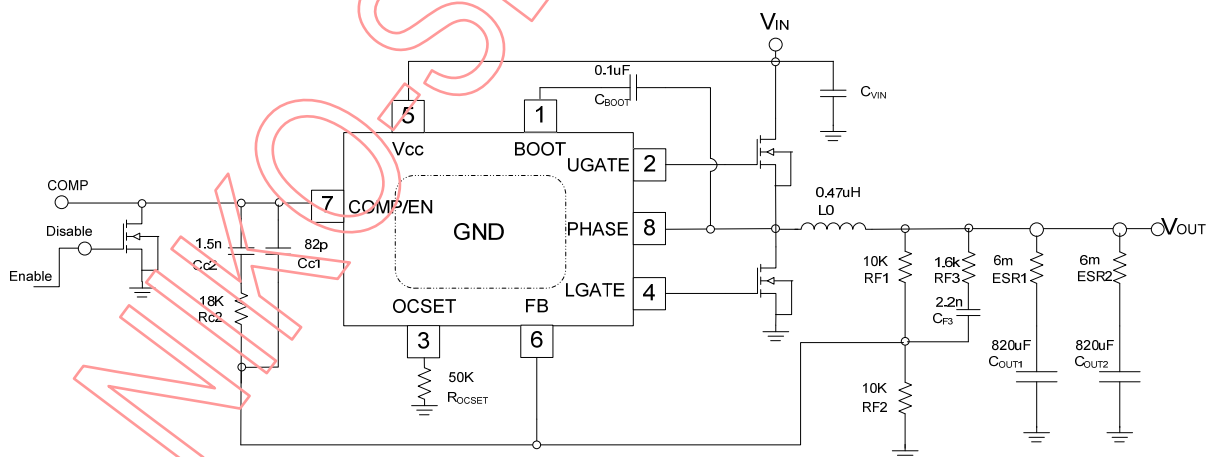 VIN
0.1uF
CBOOT
CVIN
5
1
Vcc
BOOT
UGATE
2
COMP
7
COMP/EN
GND
PHASE
8
0.47uH
L0
VOUT
Disable
Enable
1.5n
Cc2
82p
Cc1
18K
Rc2
LGATE
4
OCSET
FB
3
6
50K
ROCSET
10K
RF1
1.6k
RF3
2.2n
CF3
6m
ESR1
6m
ESR2
820uF
COUT1
820uF
COUT2
10K
RF2
NIKO-S